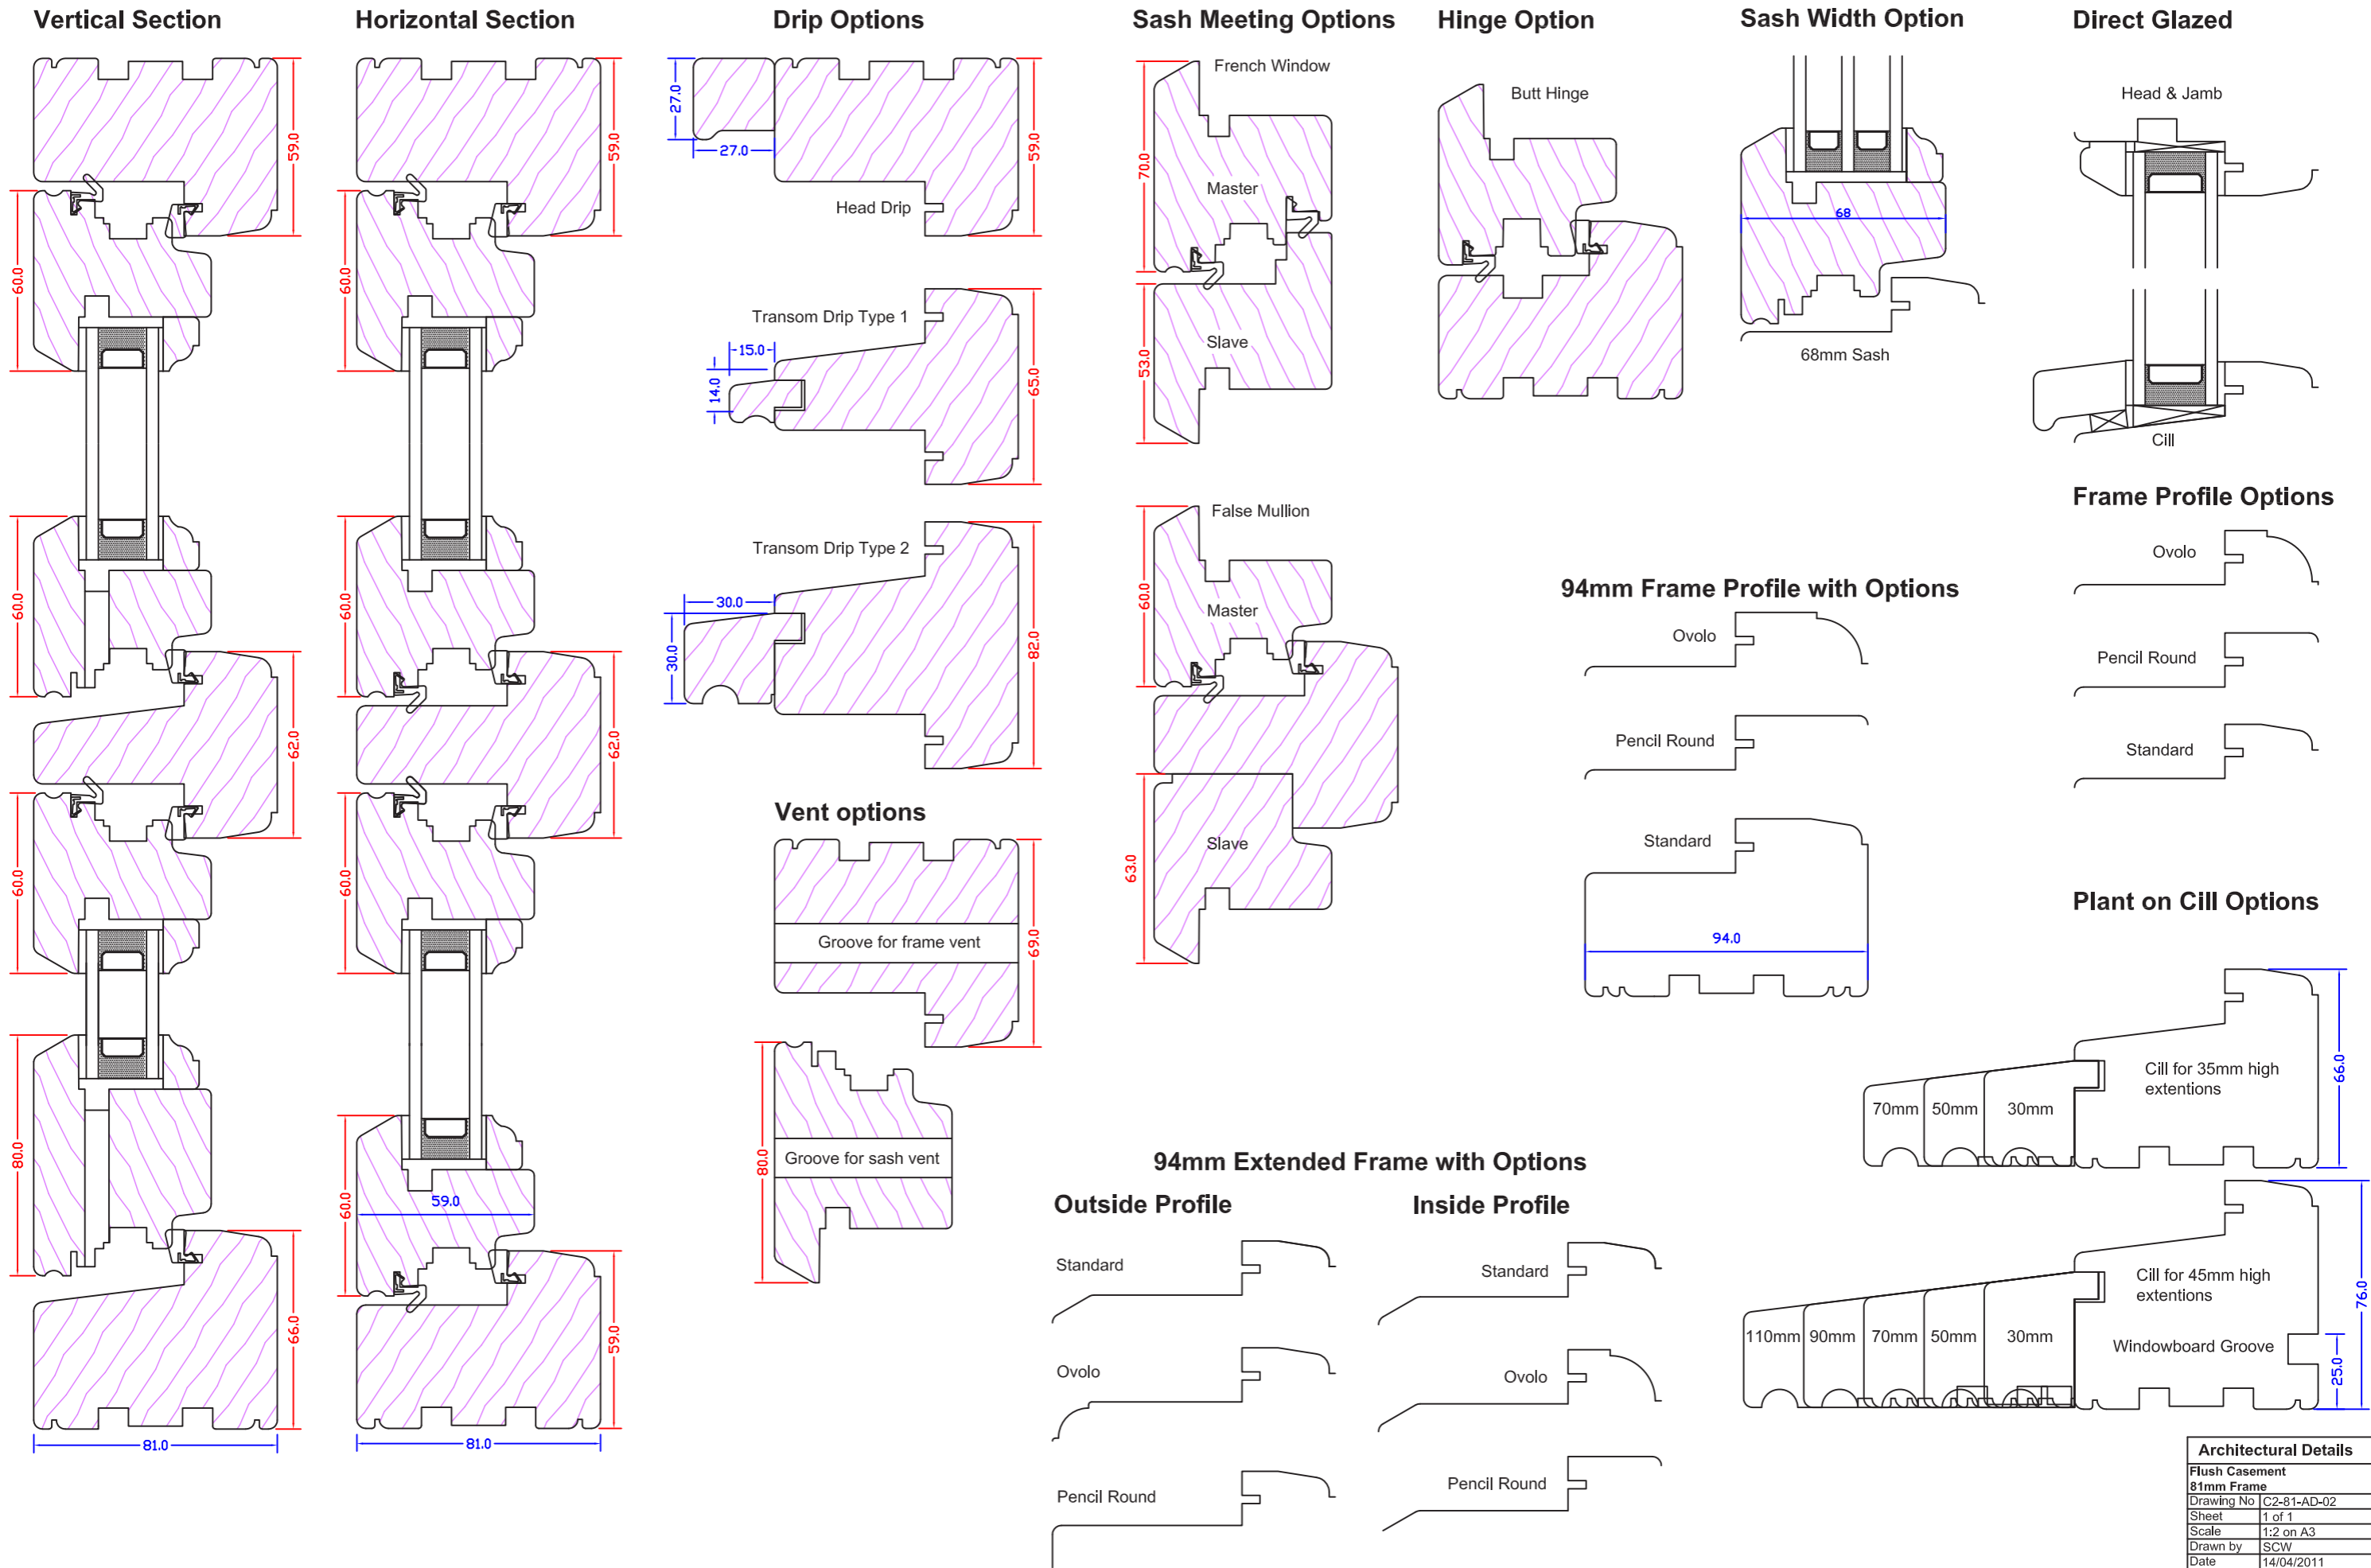 Vertical Section
59.0
60.0
60.0
62.0
60.0
80.0
66.0
81.0
Horizontal Section
59.0
60.0
60.0
62.0
60.0
60.0
59.0
59.0
81.0
Drip Options
27.0
27.0
59.0
Head Drip
Transom Drip Type 1
15.0
14.0
65.0
Transom Drip Type 2
30.0
30.0
82.0
Vent options
Groove for frame vent
69.0
Groove for sash vent
80.0
Sash Meeting Options
French Window
70.0
Master
Slave
53.0
False Mullion
60.0
Master
Slave
63.0
Hinge Option
Butt Hinge
Sash Width Option
68
68mm Sash
Direct Glazed
Head & Jamb
Cill
Frame Profile Options
Ovolo
Pencil Round
Standard
94mm Frame Profile with Options
Ovolo
Pencil Round
Standard
94.0
Plant on Cill Options
Cill for 35mm high
extentions
70mm 50mm 30mm
66.0
Cill for 45mm high
extentions
Windowboard Groove
110mm 90mm 70mm 50mm 30mm
76.0
25.0
94mm Extended Frame with Options
Outside Profile
Standard
Ovolo
Pencil Round
Inside Profile
Standard
Ovolo
Pencil Round
Architectural Details
Flush Casement
81mm Frame
Drawing No C2-81-AD-02
Sheet 1 of 1
Scale 1:2 on A3
Drawn by SCW
Date 14/04/2011